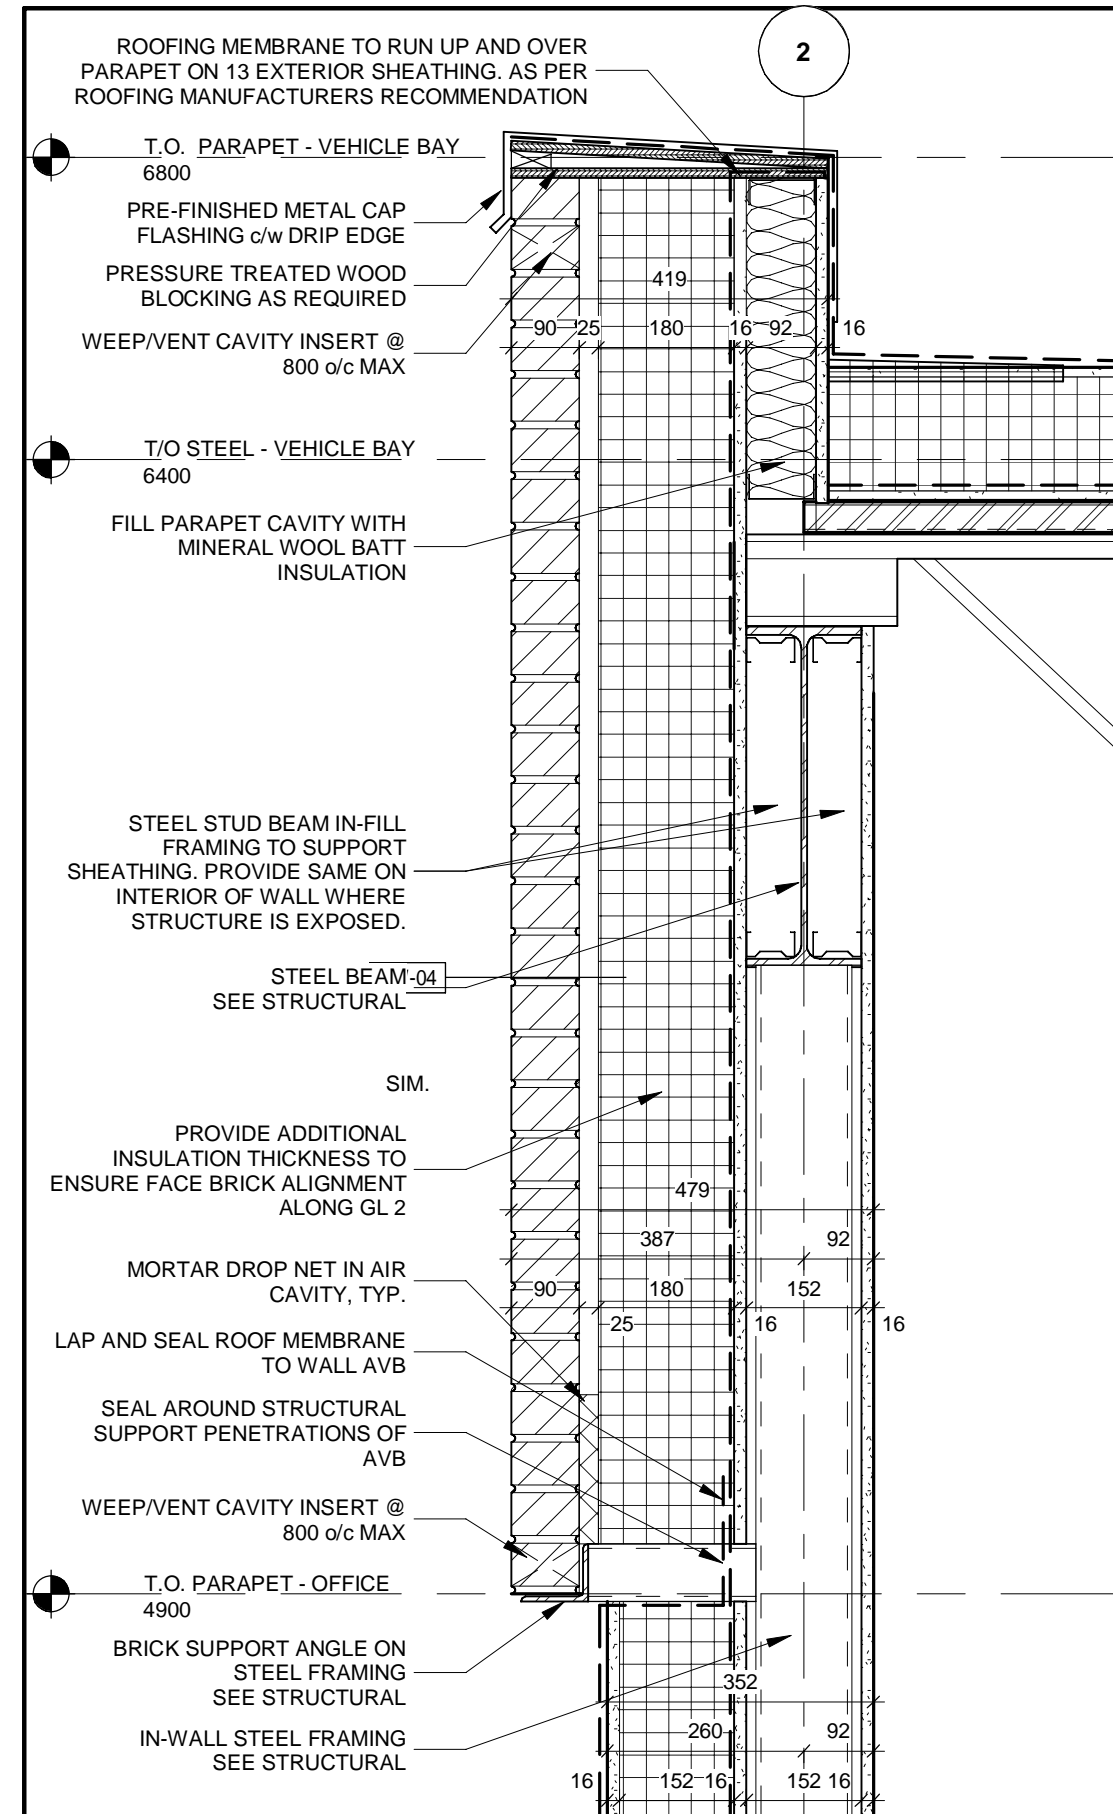 ROOFING MEMBRANE TO RUN UP AND OVER
PARAPET ON 13 EXTERIOR SHEATHING. AS PER
ROOFING MANUFACTURERS RECOMMENDATION
2
T.O. PARAPET - VEHICLE BAY
6800
PRE-FINISHED METAL CAP
FLASHING c/w DRIP EDGE
PRESSURE TREATED WOOD
BLOCKING AS REQUIRED
419
90 25 180 16 92 16
WEEP/VENT CAVITY INSERT @
800 o/c MAX
T/O STEEL - VEHICLE BAY
6400
FILL PARAPET CAVITY WITH
MINERAL WOOL BATT
INSULATION
STEEL STUD BEAM IN-FILL
FRAMING TO SUPPORT
SHEATHING. PROVIDE SAME ON
INTERIOR OF WALL WHERE
STRUCTURE IS EXPOSED.
STEEL BEAM
-04
SEE STRUCTURAL
SIM.
PROVIDE ADDITIONAL
INSULATION THICKNESS TO
ENSURE FACE BRICK ALIGNMENT
ALONG GL 2
479
387 92
MORTAR DROP NET IN AIR
CAVITY, TYP.
90 180 152
25 16 16
LAP AND SEAL ROOF MEMBRANE
TO WALL AVB
SEAL AROUND STRUCTURAL
SUPPORT PENETRATIONS OF
AVB
WEEP/VENT CAVITY INSERT @
800 o/c MAX
T.O. PARAPET - OFFICE
4900
BRICK SUPPORT ANGLE ON
STEEL FRAMING
SEE STRUCTURAL
352
IN-WALL STEEL FRAMING
SEE STRUCTURAL
260 92
16 152 16 152 16